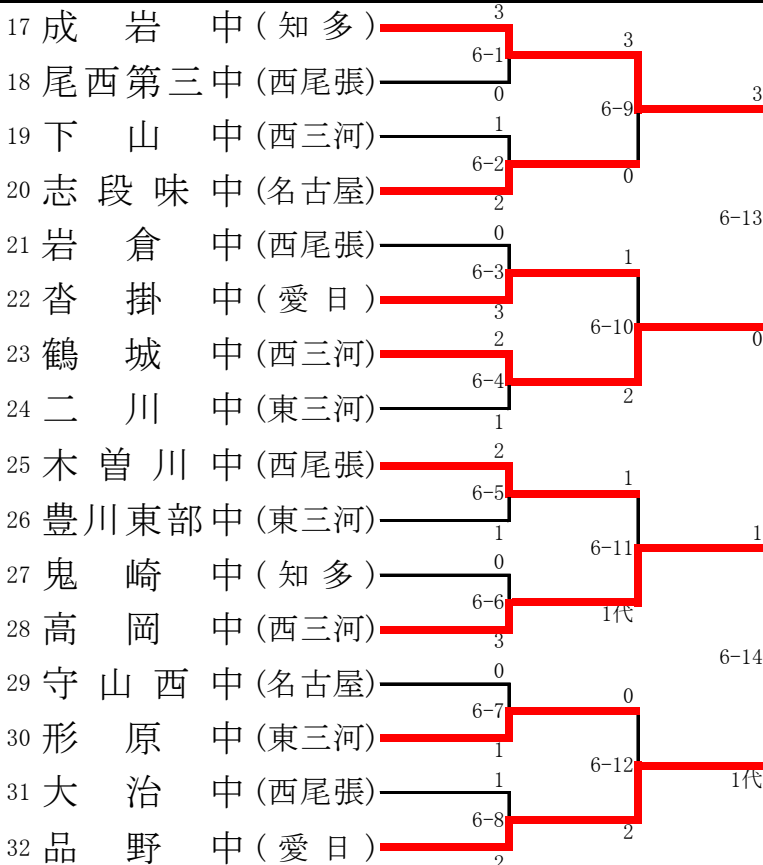 17 成岩中(知多) 3
6-1 3
18 尾西第三中(西尾張) 0
6-9 3
19 下山中(西三河) 1
6-2 0
20 志段味中(名古屋) 2
6-13
21 岩倉中(西尾張) 0
6-3 1
22 沓掛中(愛日) 3
6-10 0
23 鶴城中(西三河) 2
6-4 2
24 二川中(東三河) 1
25 木曽川中(西尾張) 2
6-5 1
26 豊川東部中(東三河) 1
6-11 1
27 鬼崎中(知多) 0
6-6 1代
28 高岡中(西三河) 3
6-14
29 守山西中(名古屋) 0
6-7 0
30 形原中(東三河) 1
6-12 1代
31 大治中(西尾張) 1
6-8 2
32 品野中(愛日) 2